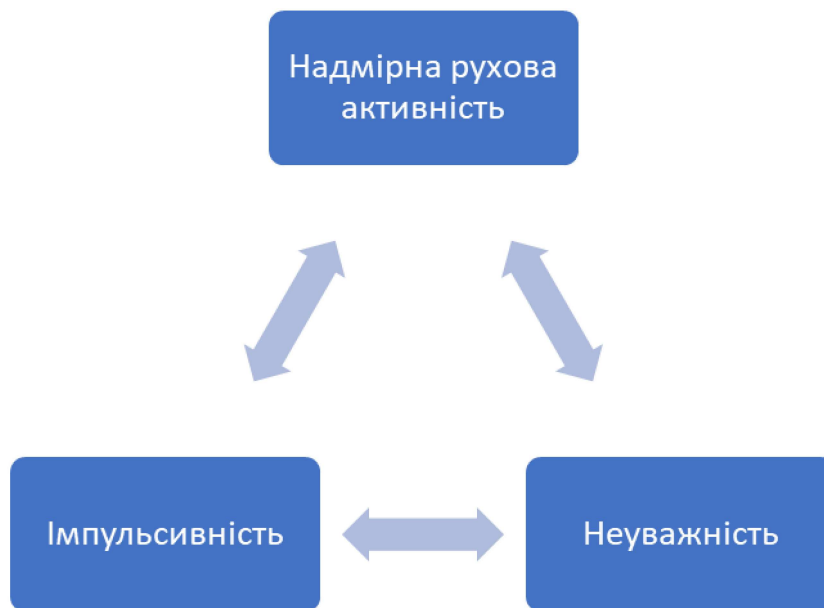 Надмірна рухова
активність
Імпульсивність
Неуважність